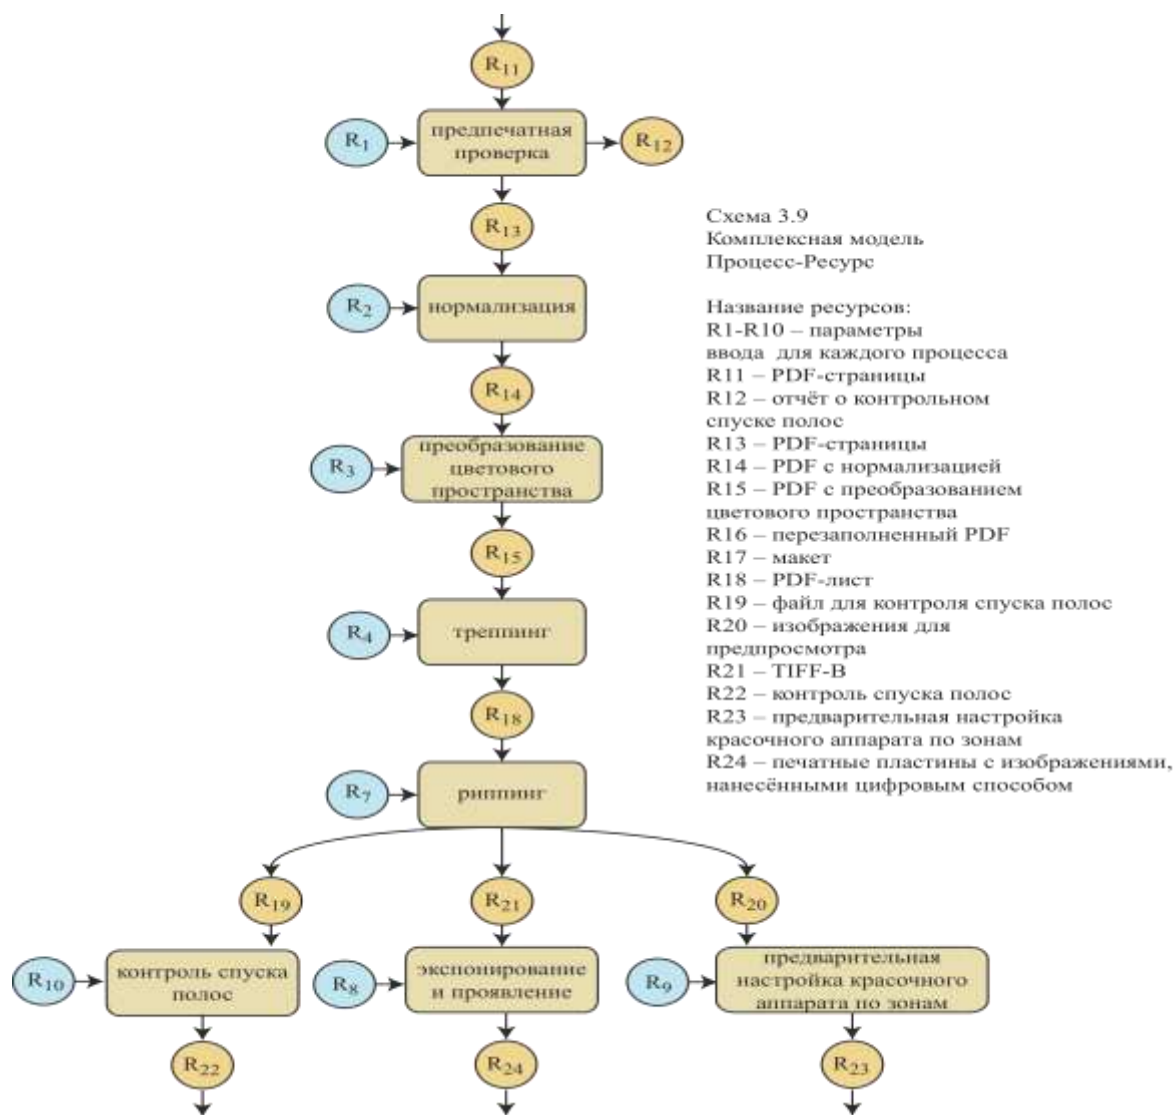 R11
R1
предпечатная
проверка
R12
R13
R2
нормализация
R14
R3
преобразование
цветового
пространства
R15
R4
треппинг
R18
R7
риппинг
R19
R21
R20
R10
контроль спуска
полос
R8
экспонирование
и проявление
R9
предварительная
настройка красочного
аппарата по зонам
R22
R24
R23
Схема 3.9
Комплексная модель
Процесс-Ресурс
Название ресурсов:
R1-R10 – параметры
ввода для каждого процесса
R11 – PDF-страницы
R12 – отчёт о контрольном
спуске полос
R13 – PDF-страницы
R14 – PDF с нормализацией
R15 – PDF с преобразованием
цветового пространства
R16 – перезаполненный PDF
R17 – макет
R18 – PDF-лист
R19 – файл для контроля спуска полос
R20 – изображения для
предпросмотра
R21 – TIFF-B
R22 – контроль спуска полос
R23 – предварительная настройка
красочного аппарата по зонам
R24 – печатные пластины с изображениями,
нанесёнными цифровым способом